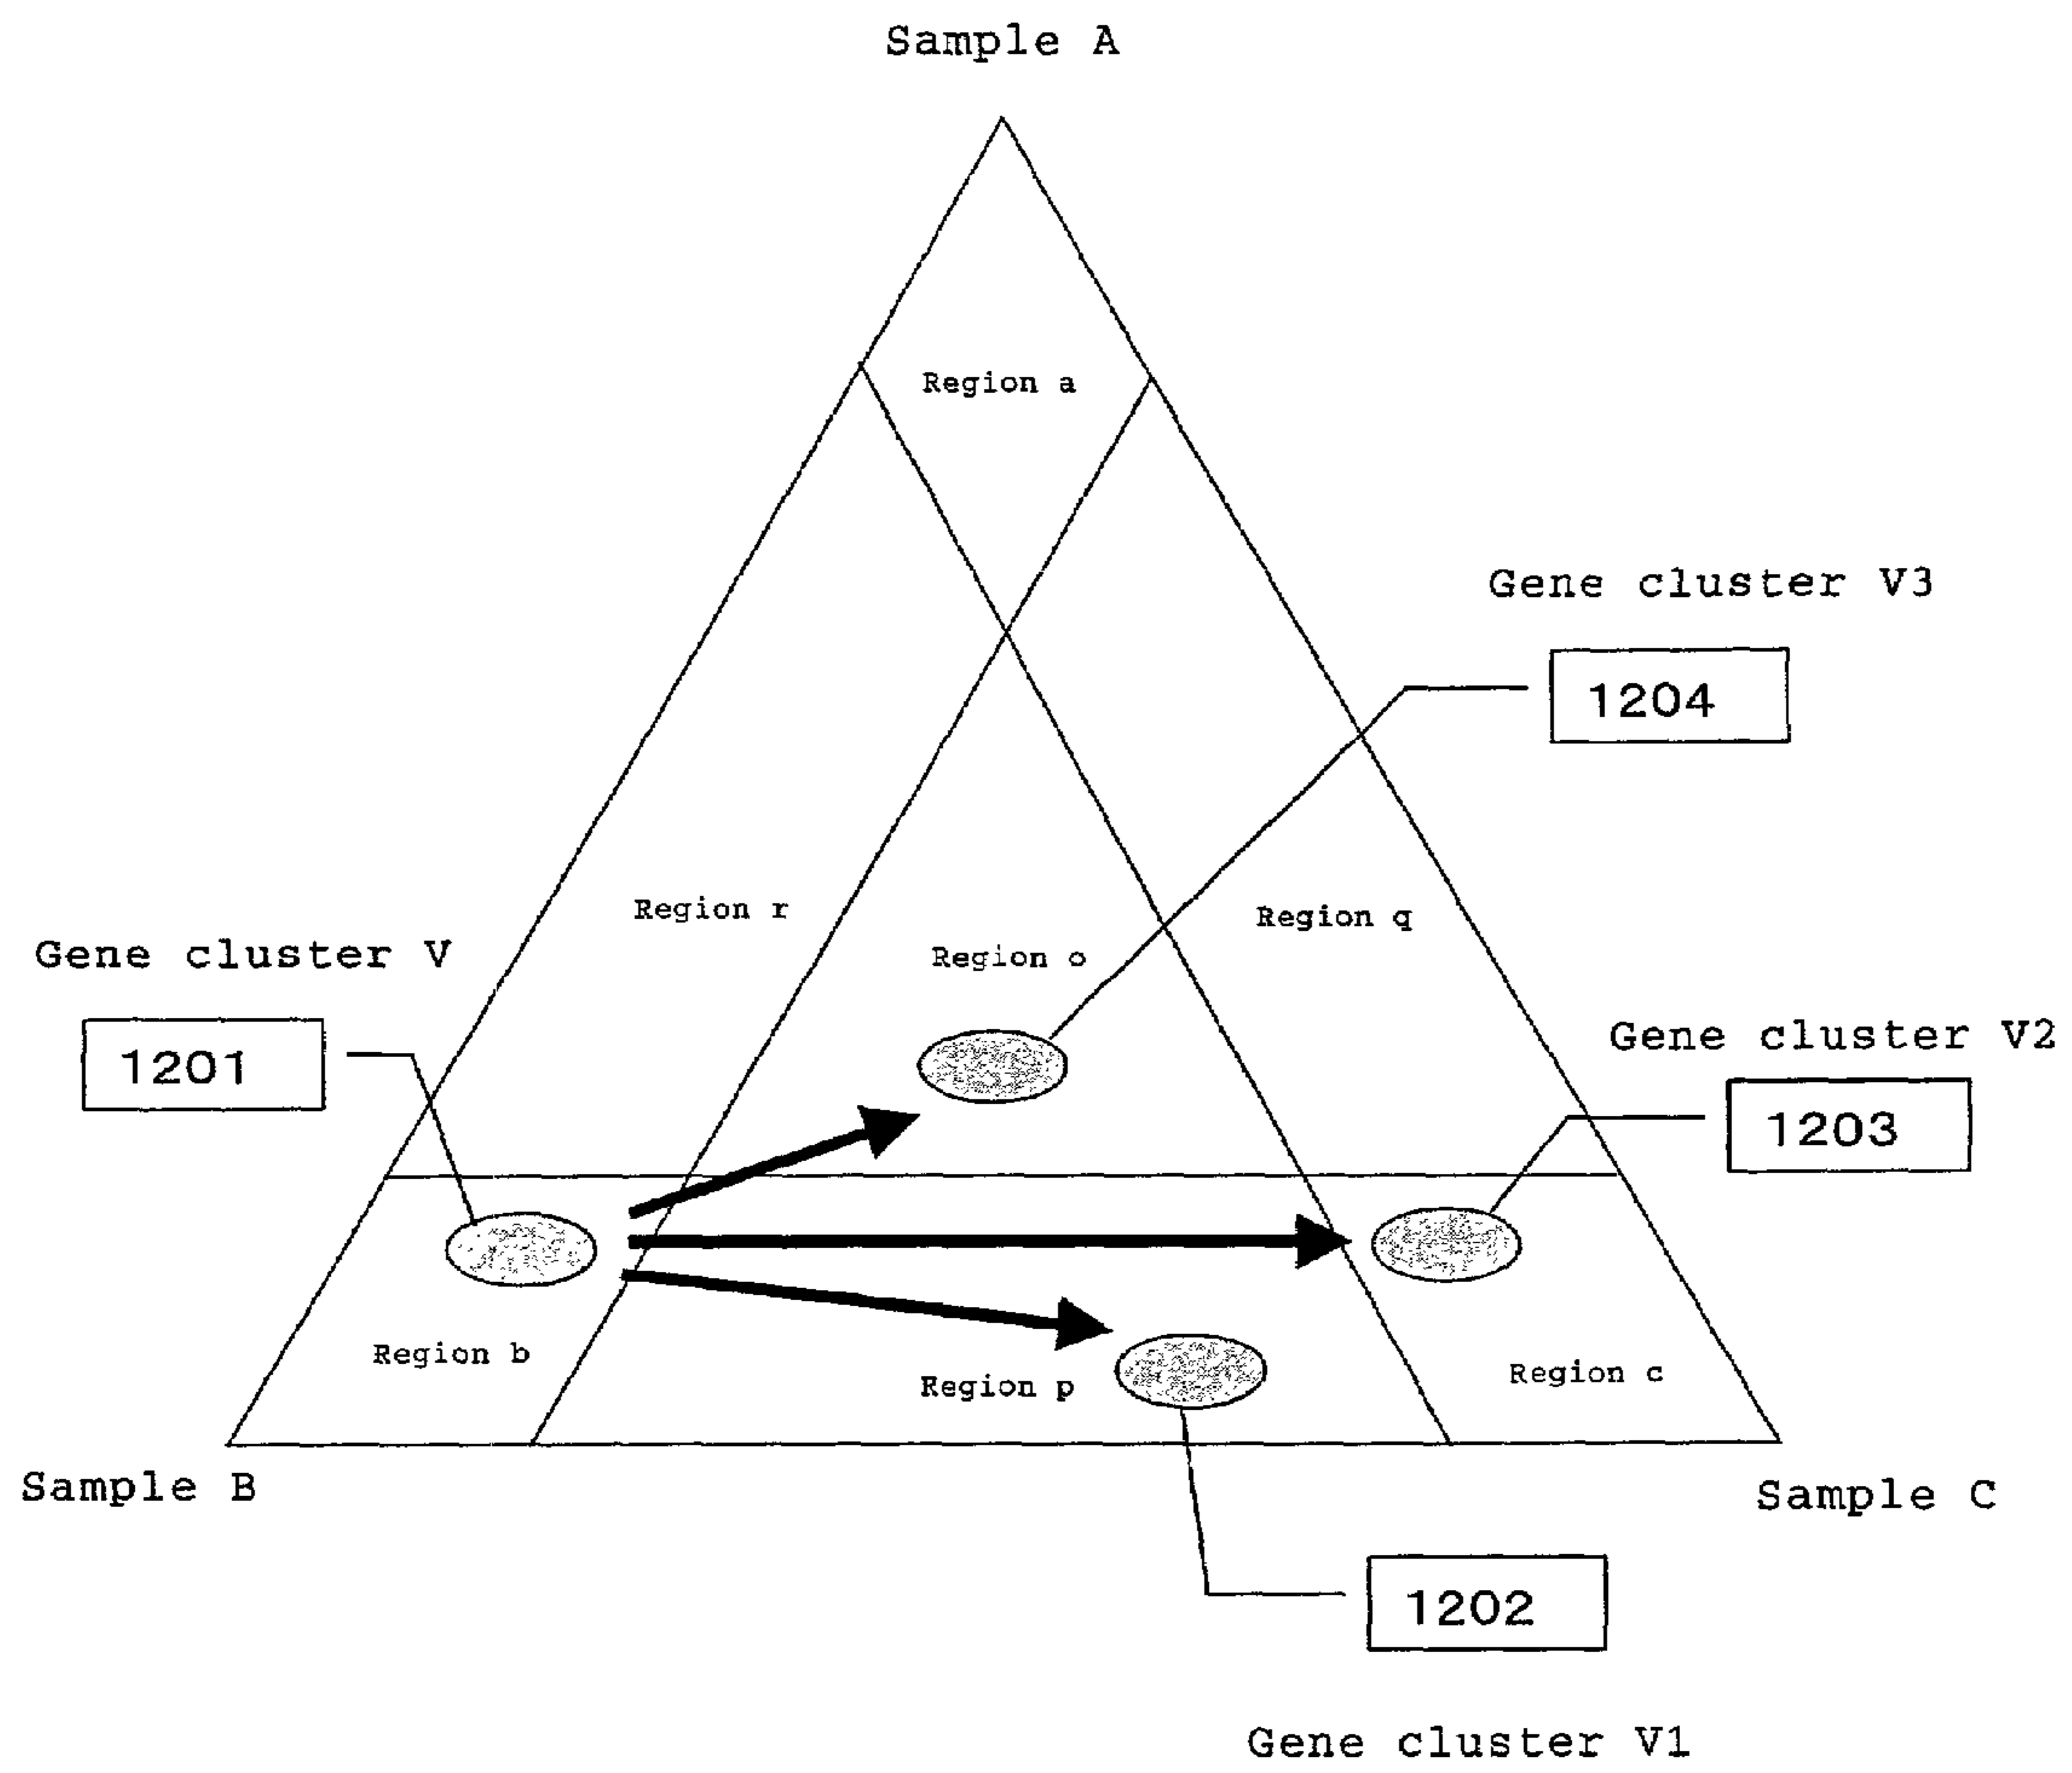 Sample A
Region a
Gene cluster V3
1204
Region r
Region q
Gene cluster V
Region o
Gene cluster V2
1201
1203
Region b
Region p
Region c
Sample B
Sample C
1202
Gene cluster V1